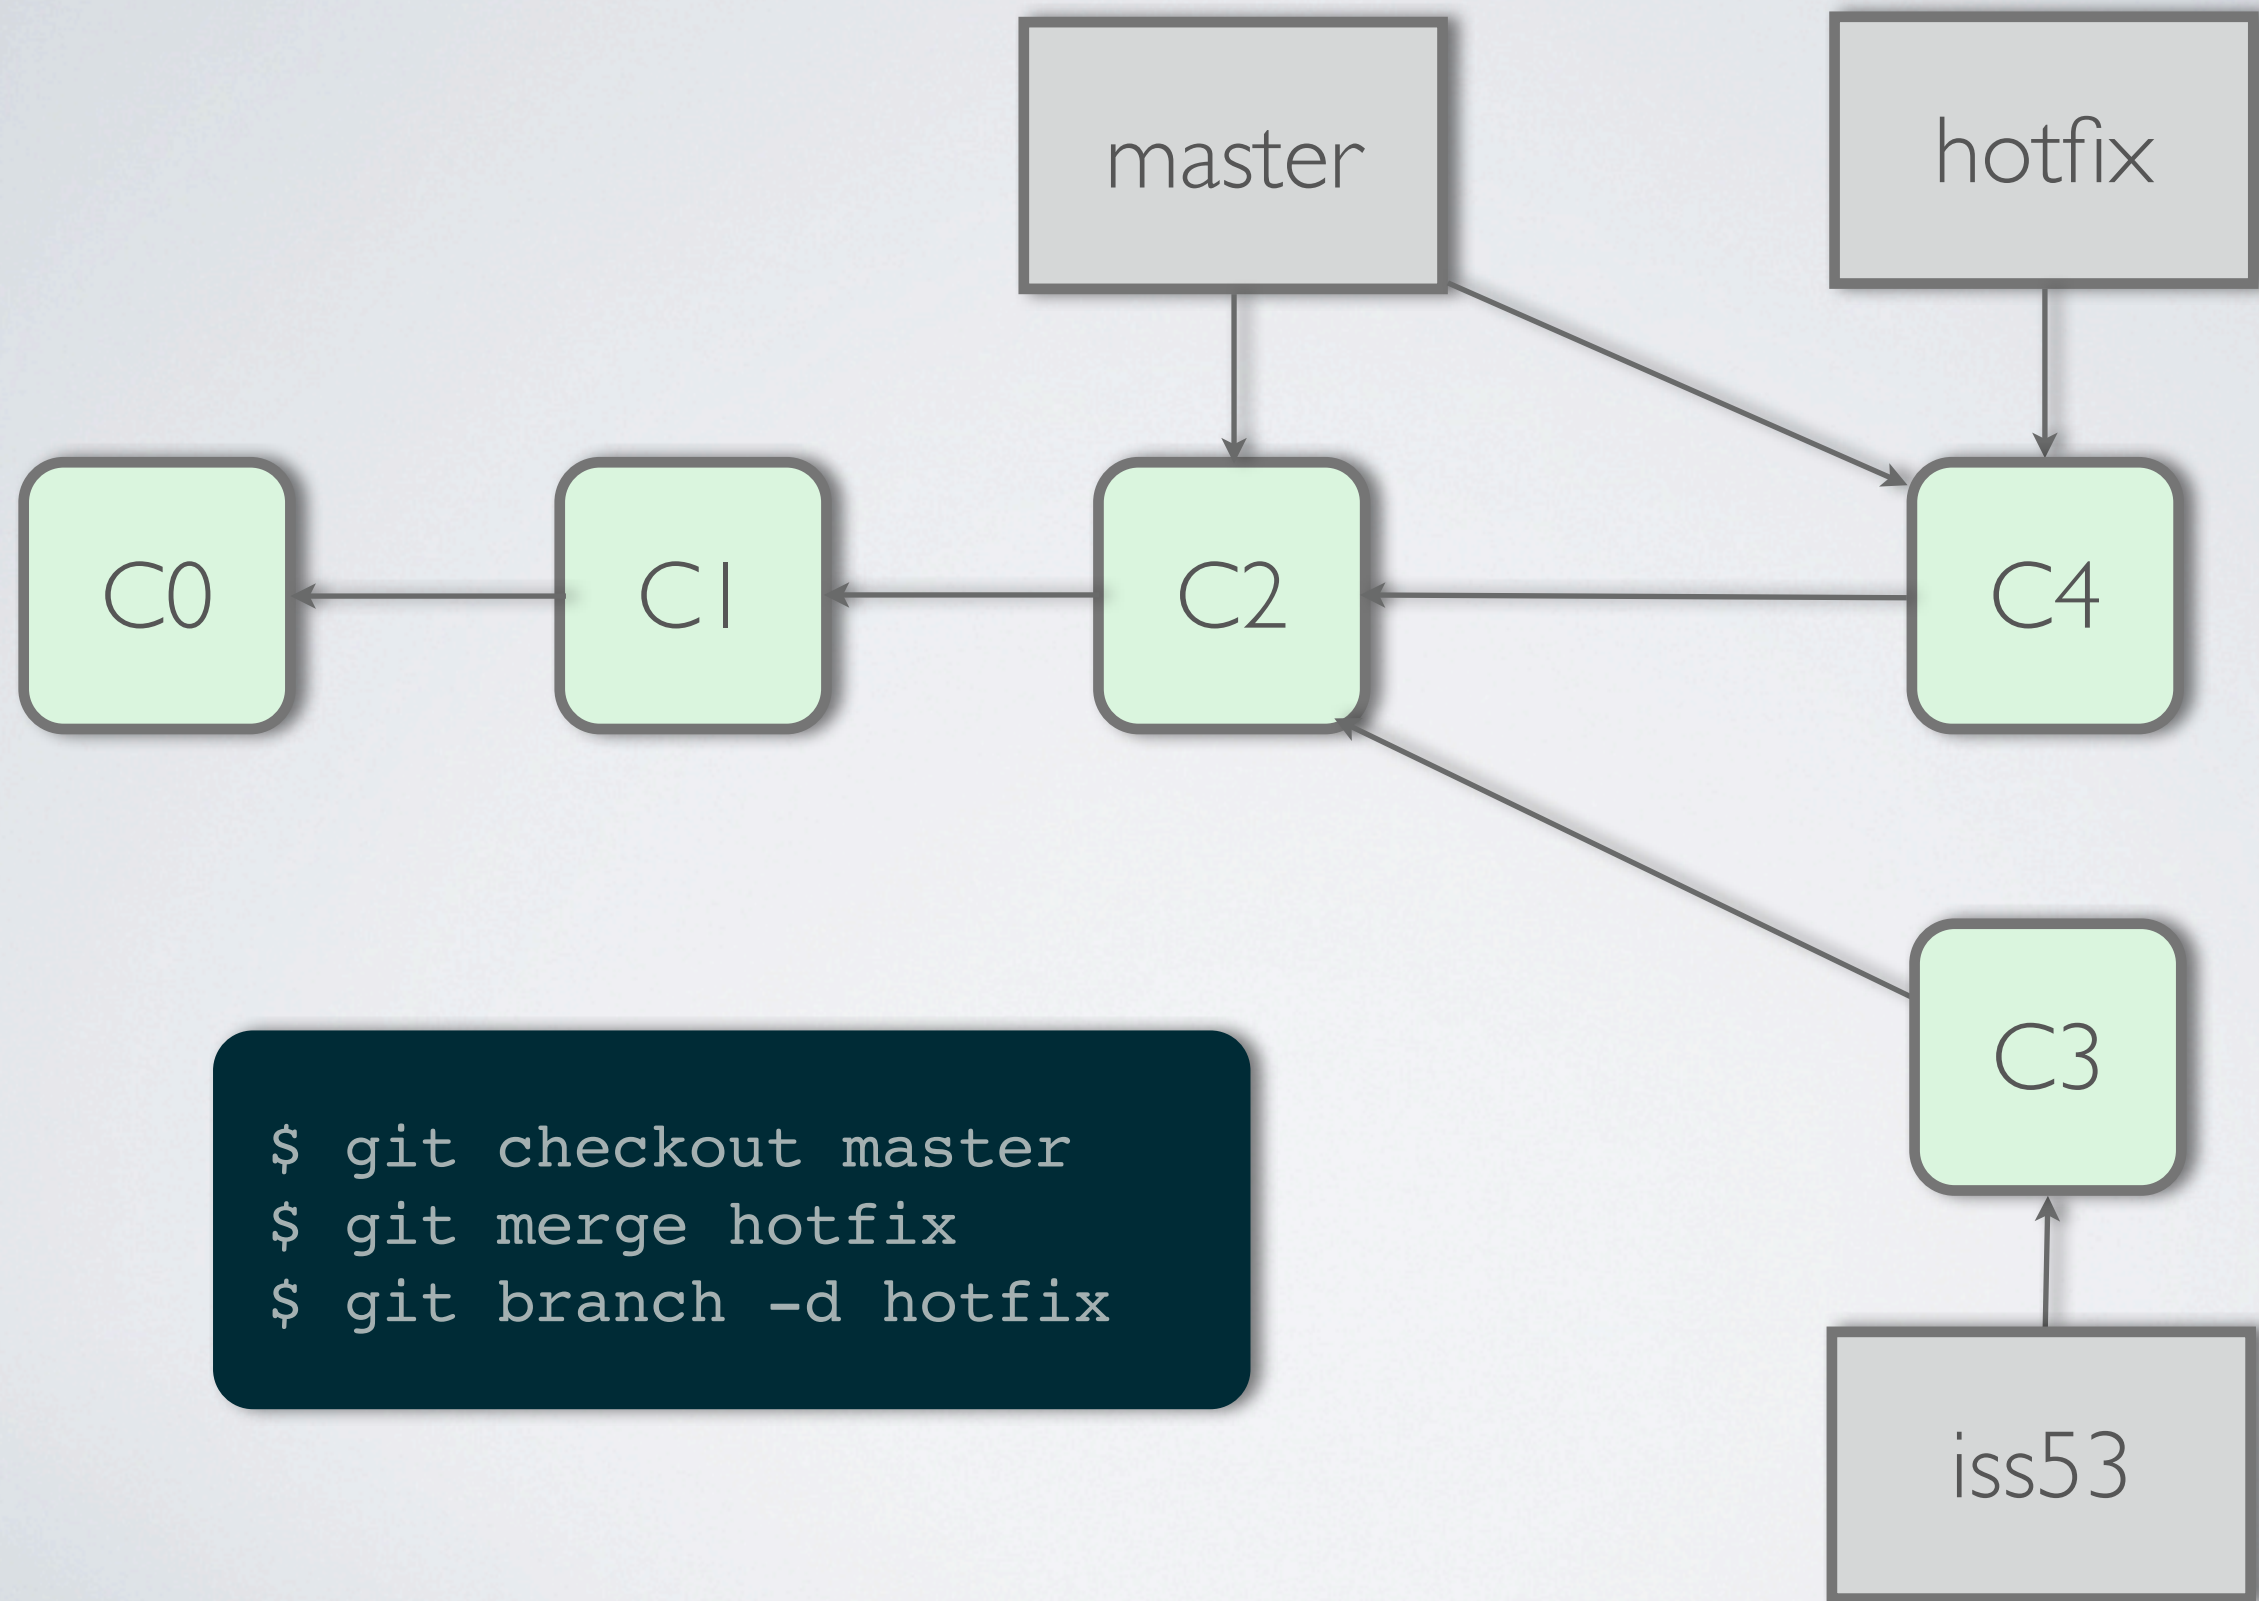 master
hotfix
C0
C1
C2
C4
C3
$ git checkout master
$ git merge hotfix
$ git branch -d hotfix
iss53